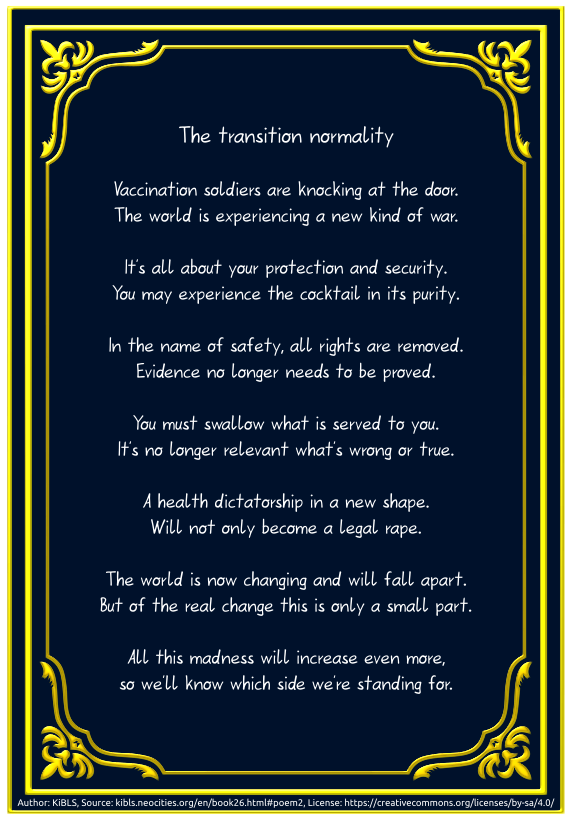 The transition normality
Vaccination soldiers are knocking at the door.
The world is experiencing a new kind of war.
It's all about your protection and security.
You may experience the cocktail in its purity.
In the name of safety, all rights are removed.
Evidence no longer needs to be proved.
You must swallow what is served to you.
It's no longer relevant what's wrong or true.
A health dictatorship in a new shape.
Will not only become a legal rape.
The world is now changing and will fall apart.
But of the real change this is only a small part.
All this madness will increase even more,
so we'll know which side we're standing for.
Author: KiBLS, Source: kibls.neocities.org/en/book26.html#poem2, License: https://creativecommons.org/licenses/by-sa/4.0/